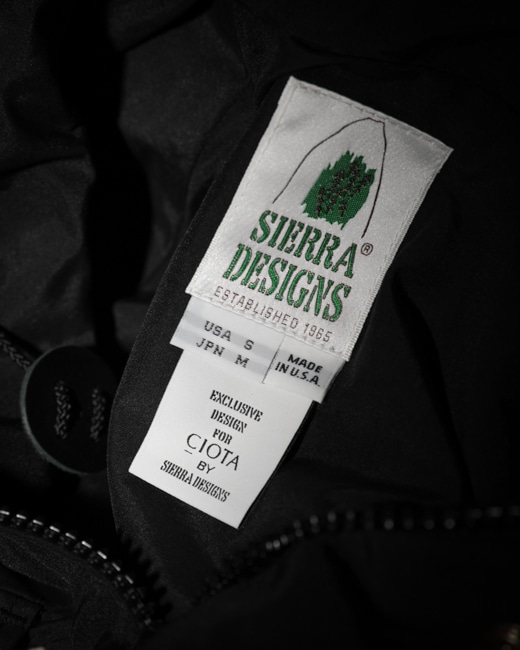 SIERRA
DESIGNS®
ESTABLISHED 1965
USA S
JPN M
MADE
IN U.S.A.
EXCLUSIVE
DESIGN
FOR
CIOTA
BY
SIERRA DESIGNS